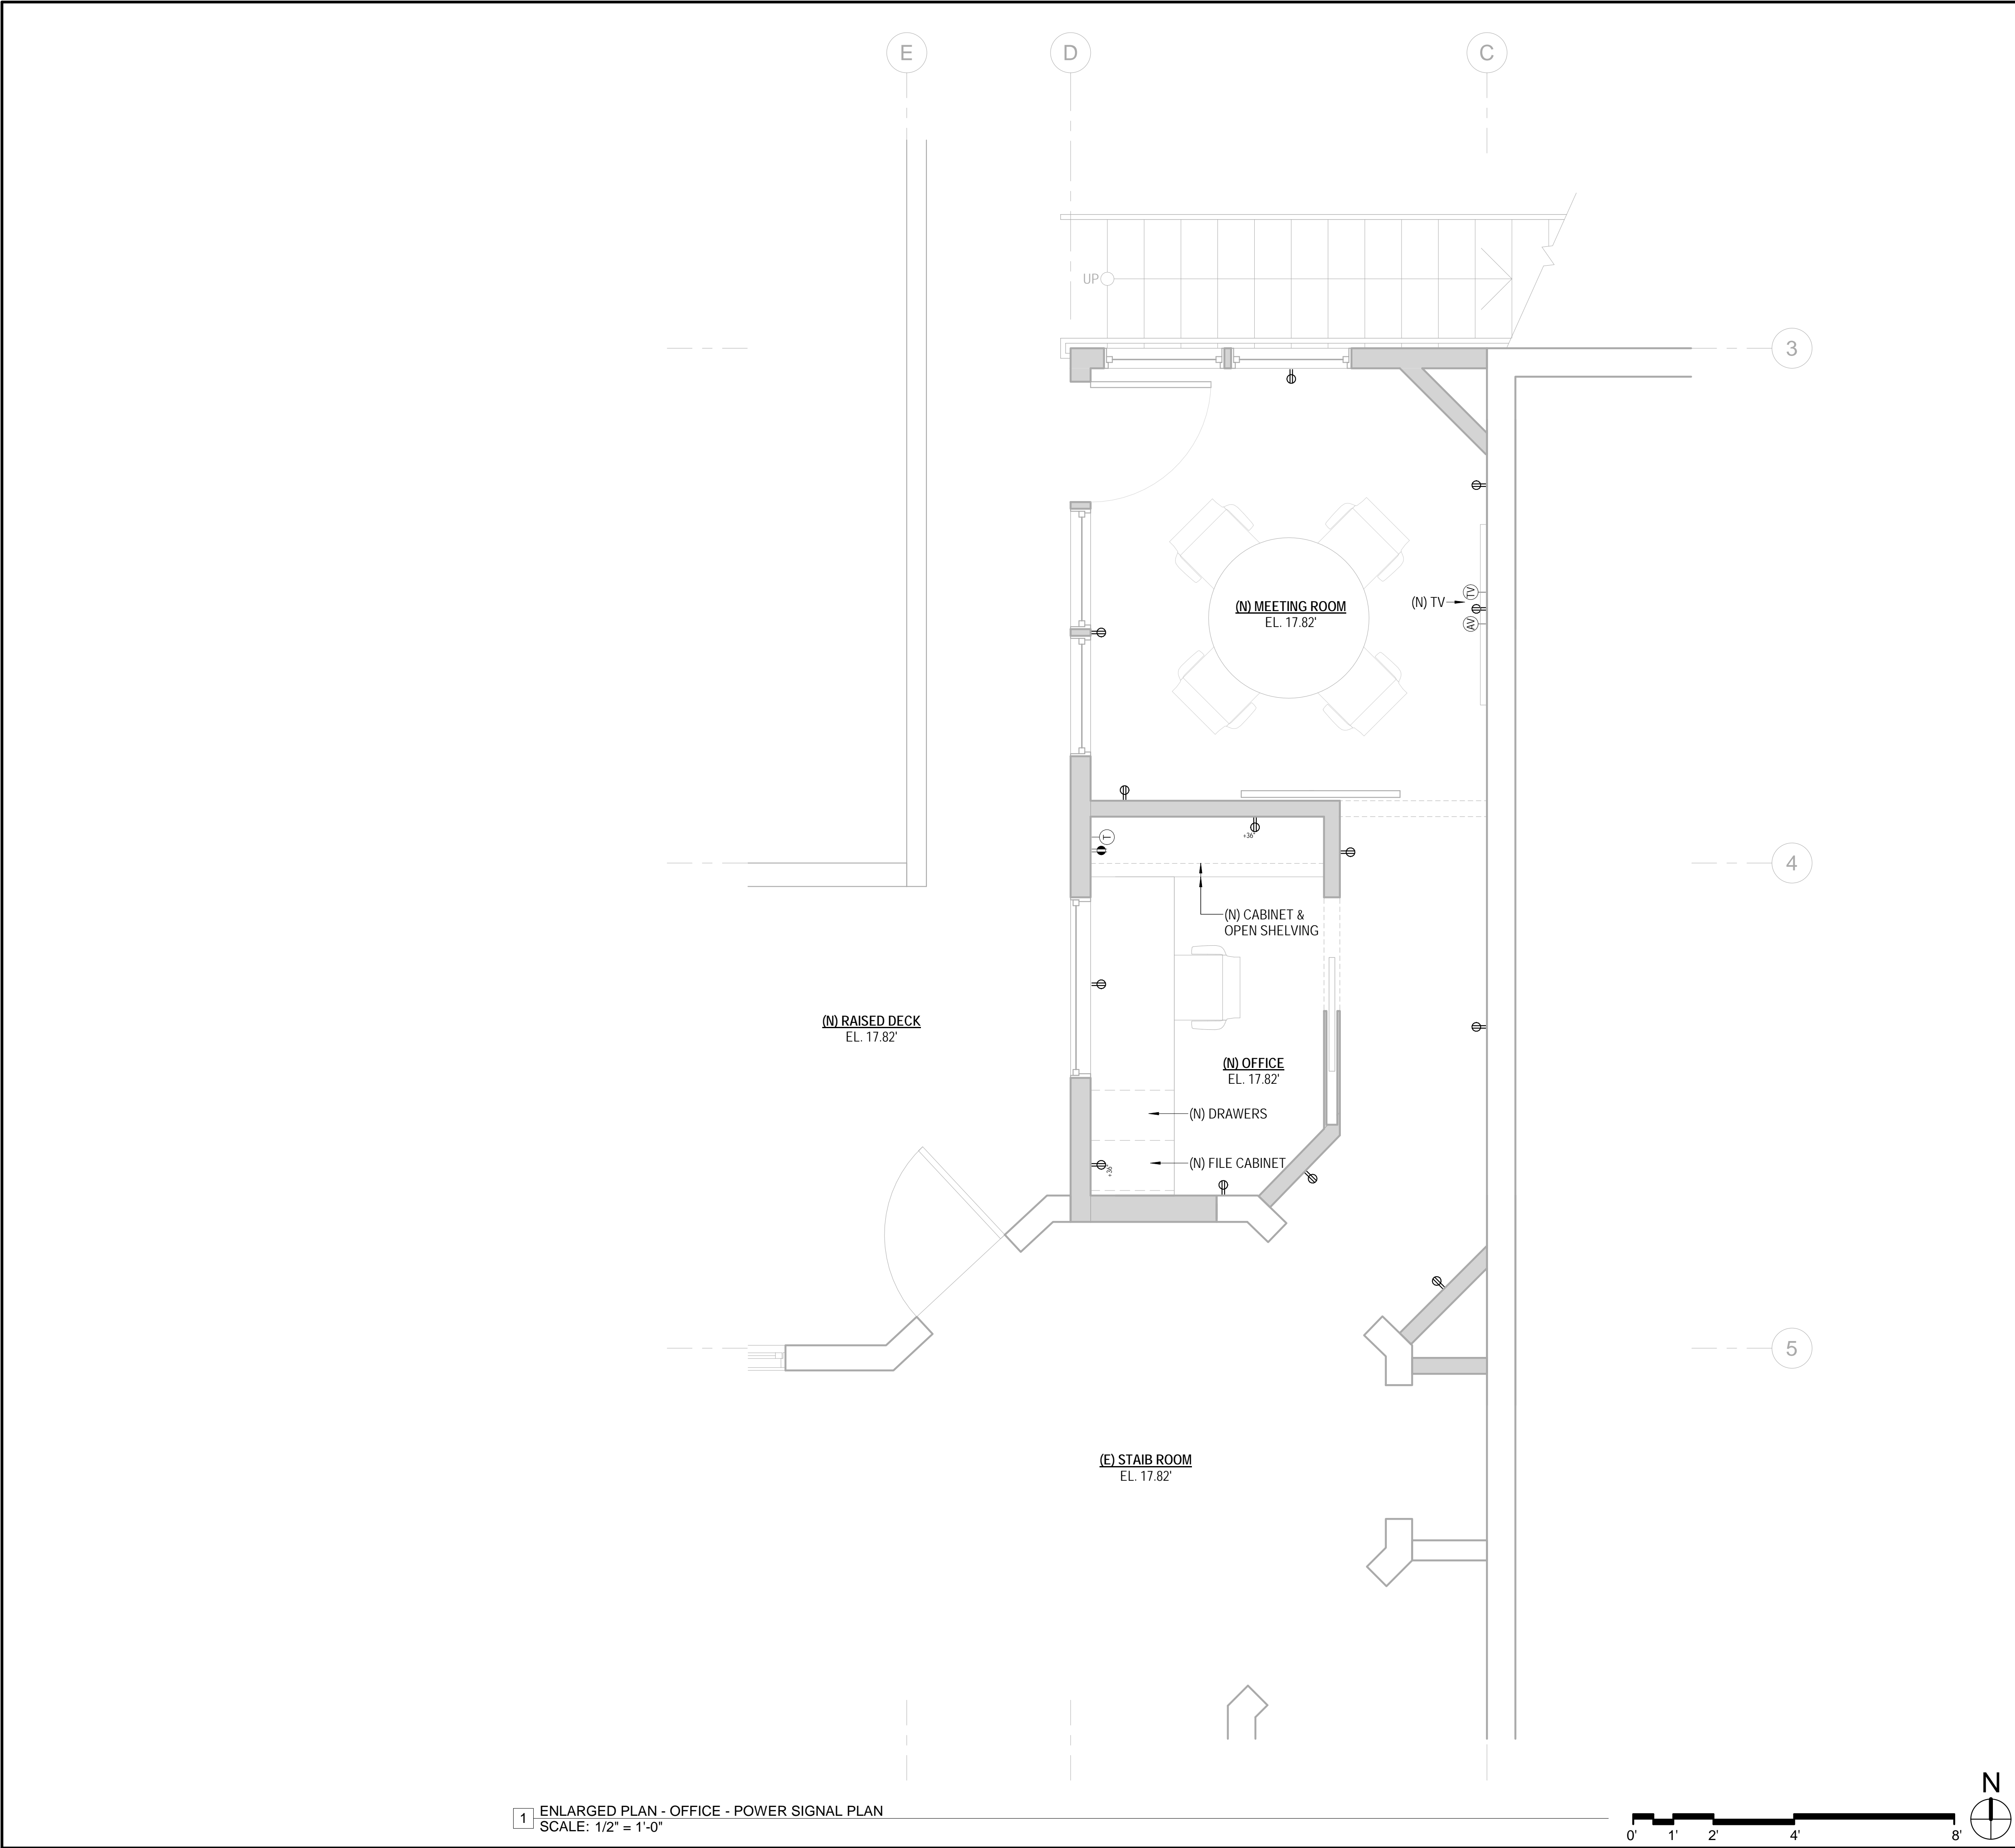 E
D
C
UP
3
(N) MEETING ROOM
EL. 17.82'
(N) TV
TV
AV
+36"
T
4
(N) CABINET &
OPEN SHELVING
(N) RAISED DECK
EL. 17.82'
(N) OFFICE
EL. 17.82'
(N) DRAWERS
(N) FILE CABINET
+36"
5
(E) STAIB ROOM
EL. 17.82'
N
1
ENLARGED PLAN - OFFICE - POWER SIGNAL PLAN
SCALE: 1/2" = 1'-0"
0' 1' 2' 4' 8'